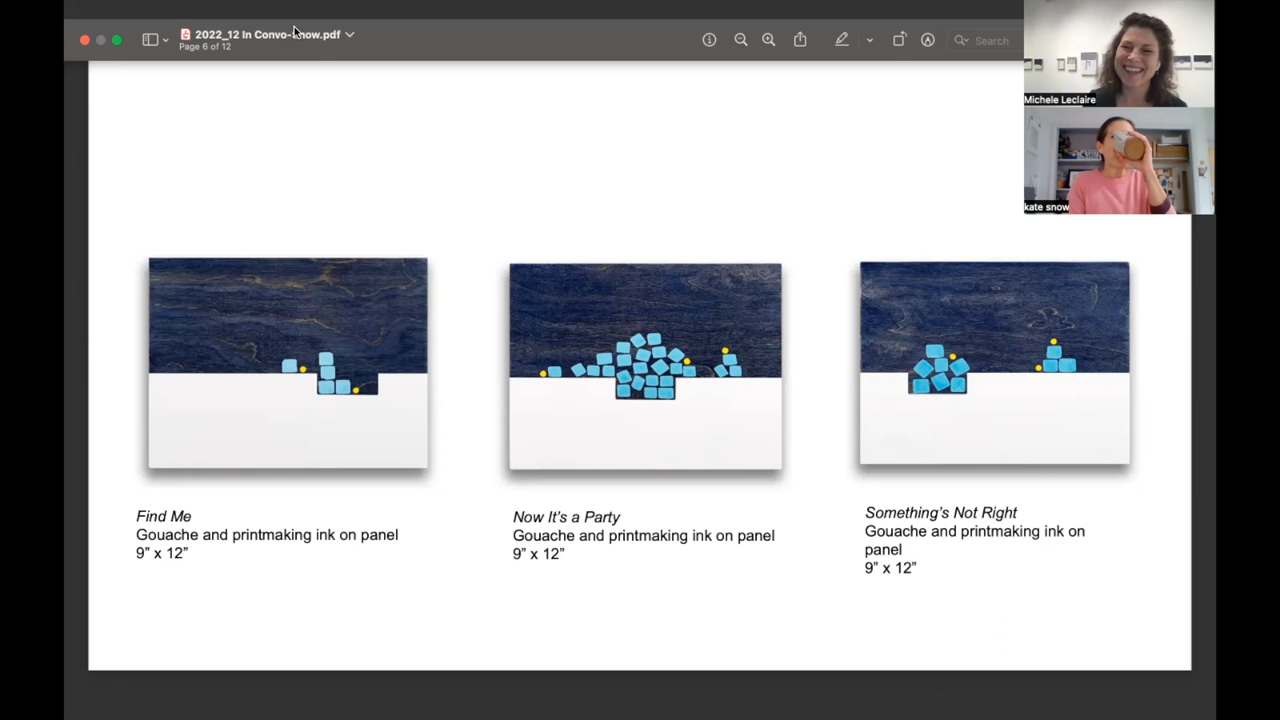 2022_12 In Convo-Snow.pdf
Page 6 of 12
Search
Michele Leclaire
kate snow
Find Me
Gouache and printmaking ink on panel
9” x 12”
Now It’s a Party
Gouache and printmaking ink on panel
9” x 12”
Something’s Not Right
Gouache and printmaking ink on
panel
9” x 12”